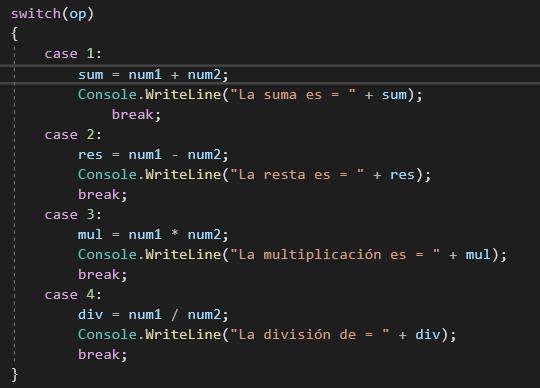 switch(op)
{
    case 1:
        sum = num1 + num2;
        Console.WriteLine("La suma es = " + sum);
            break;
    case 2:
        res = num1 - num2;
        Console.WriteLine("La resta es = " + res);
        break;
    case 3:
        mul = num1 * num2;
        Console.WriteLine("La multiplicación es = " + mul);
        break;
    case 4:
        div = num1 / num2;
        Console.WriteLine("La división de = " + div);
        break;
}